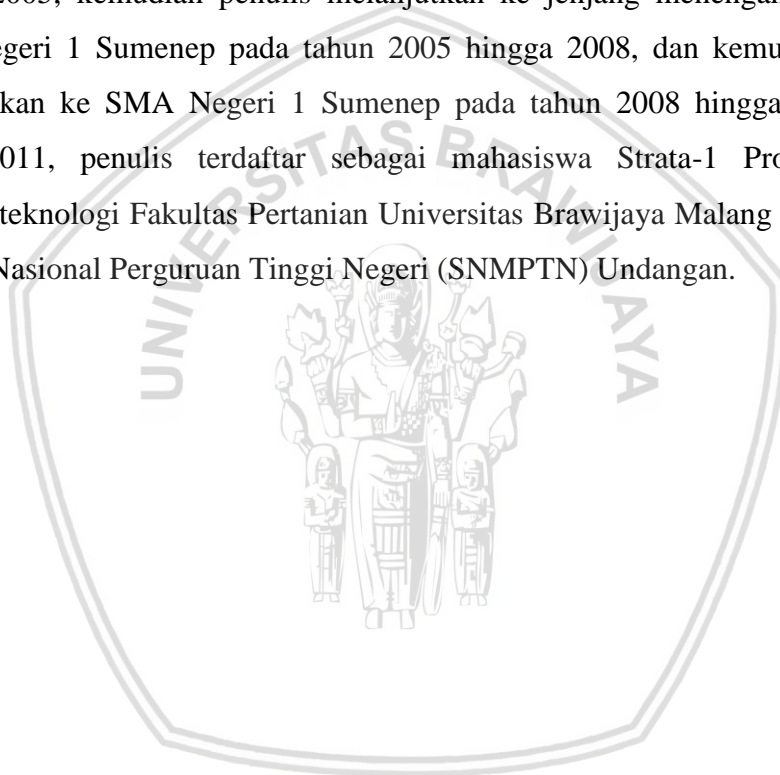 2005, kemudian penulis melanjutkan ke jenjang menengah
egeri 1 Sumenep pada tahun 2005 hingga 2008, dan kemu
kan ke SMA Negeri 1 Sumenep pada tahun 2008 hingga
011, penulis terdaftar sebagai mahasiswa Strata-1 Pro
teknologi Fakultas Pertanian Universitas Brawijaya Malang
Nasional Perguruan Tinggi Negeri (SNMPTN) Undangan.
UNIVERSITAS BRAWIJAYA